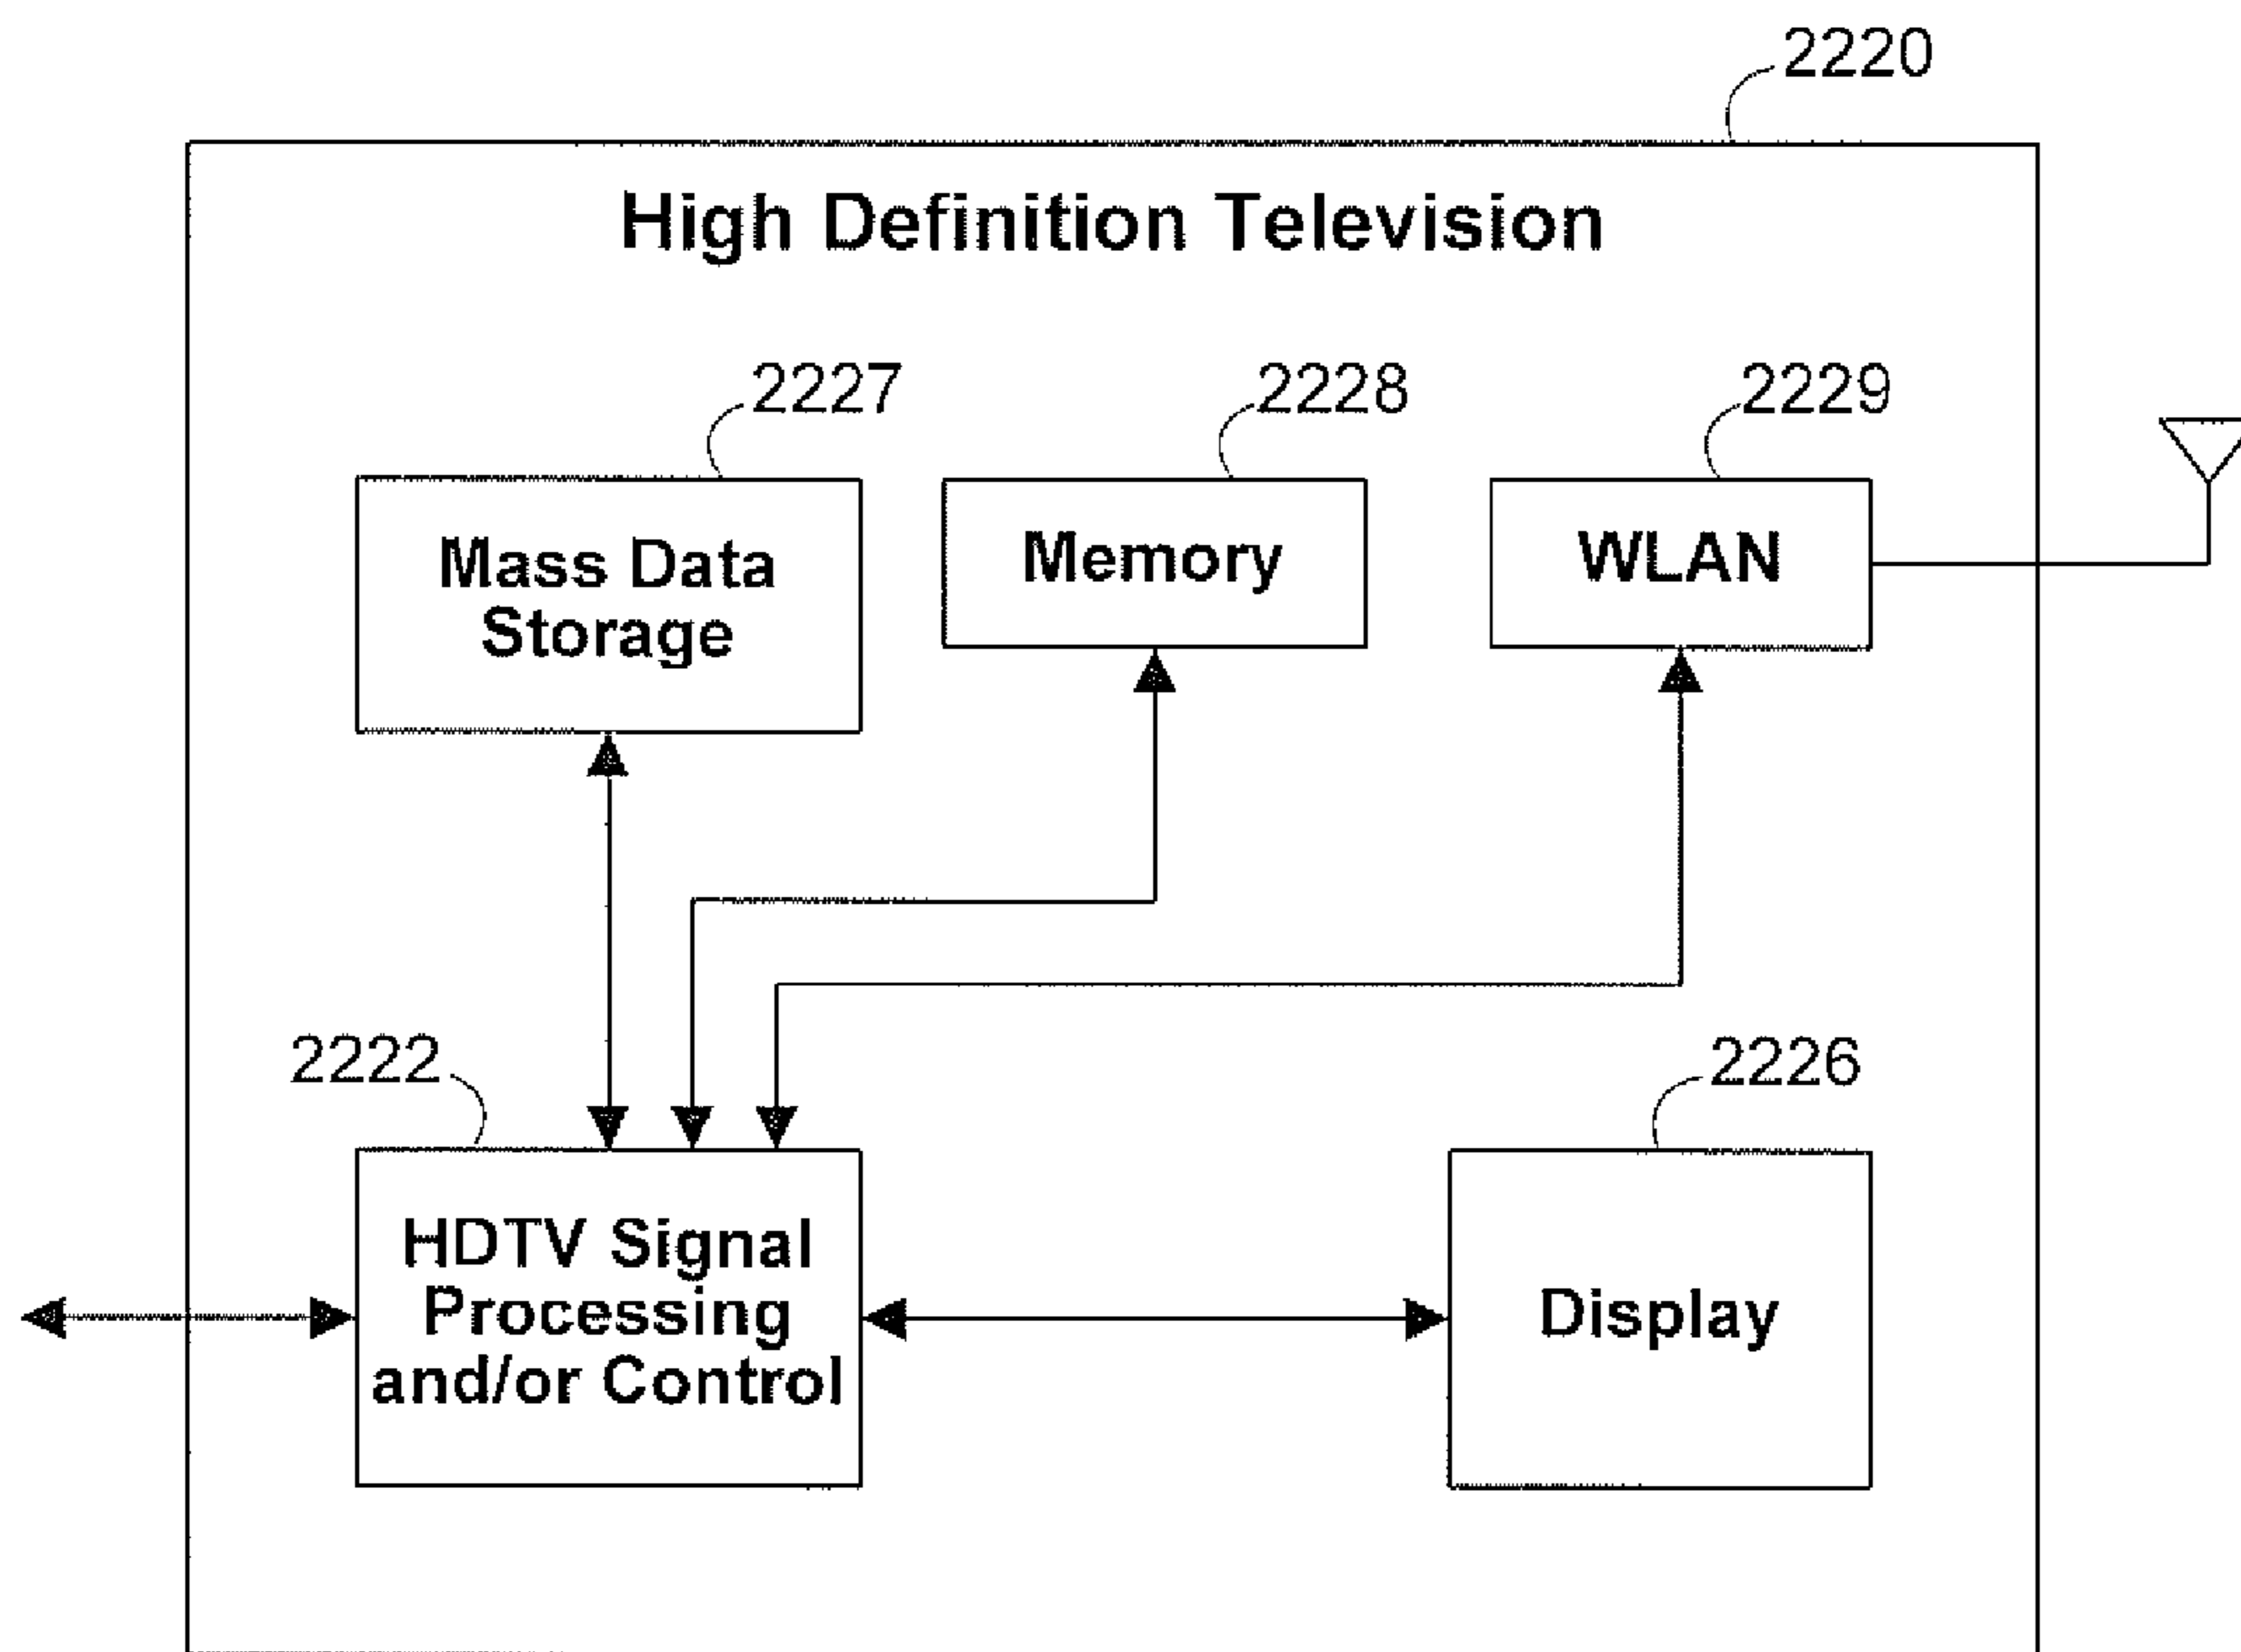 2220
High Definition Television
2227
2228
2229
Mass Data
Storage
Memory
WLAN
2222
2226
HDTV Signal
Processing
and/or Control
Display